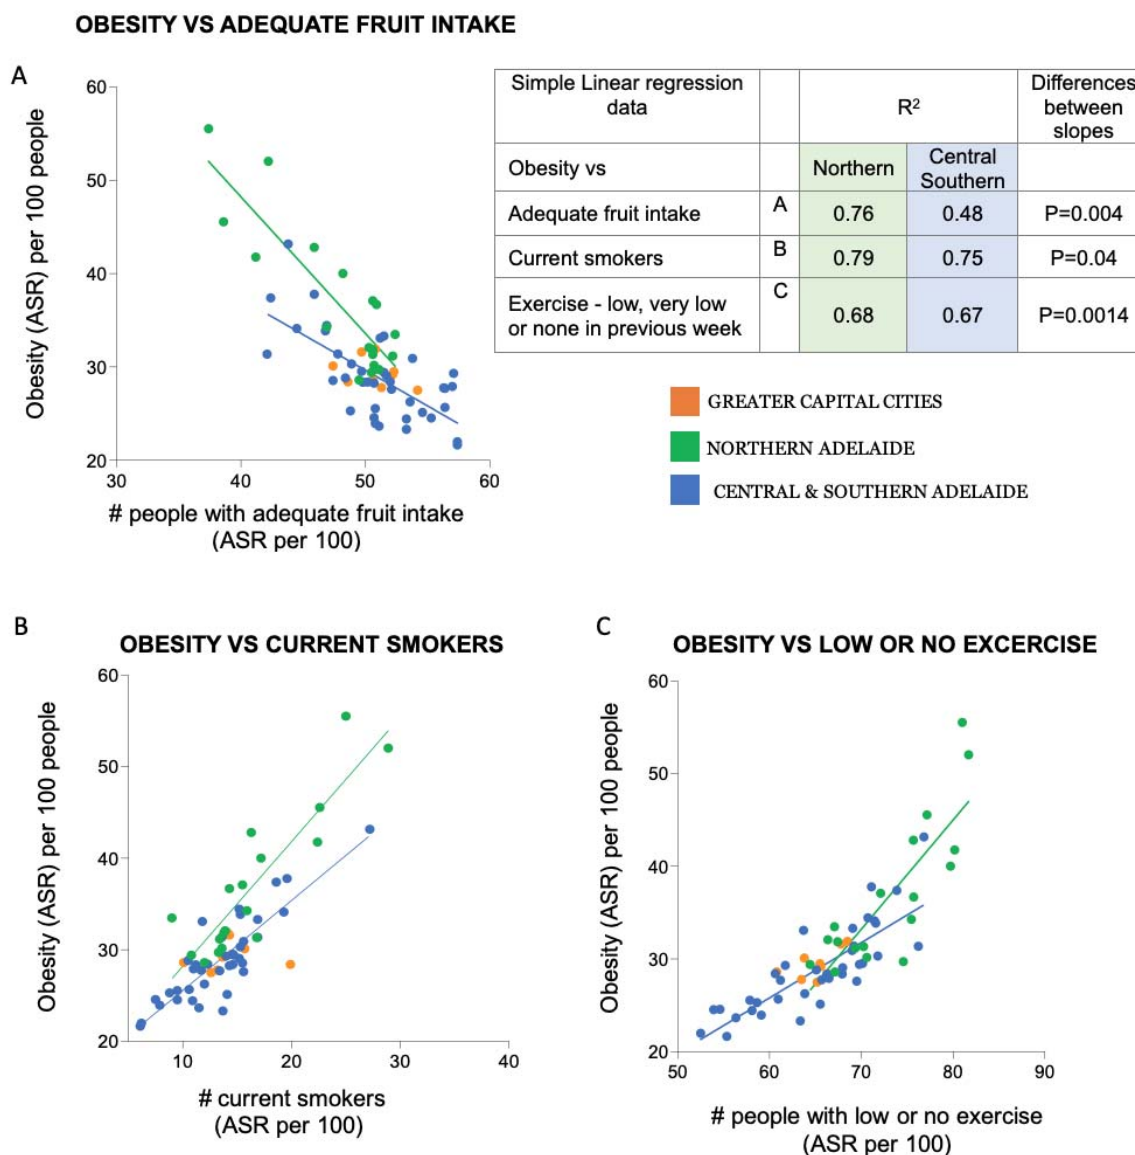 OBESITY VS ADEQUATE FRUIT INTAKE
A
60
50
40
30
20
30 40 50 60
Obesity (ASR) per 100 people
# people with adequate fruit intake
(ASR per 100)
Simple Linear regression
data
R²
Differences
between
slopes
Obesity vs
Northern
Central
Southern
Adequate fruit intake A 0.76 0.48 P=0.004
Current smokers B 0.79 0.75 P=0.04
Exercise - low, very low
or none in previous week
C 0.68 0.67 P=0.0014
GREATER CAPITAL CITIES
NORTHERN ADELAIDE
CENTRAL & SOUTHERN ADELAIDE
B
OBESITY VS CURRENT SMOKERS
60
50
40
30
20
10 20 30 40
Obesity (ASR) per 100 people
# current smokers
(ASR per 100)
C
OBESITY VS LOW OR NO EXCERCISE
60
50
40
30
20
50 60 70 80 90
Obesity (ASR) per 100 people
# people with low or no exercise
(ASR per 100)